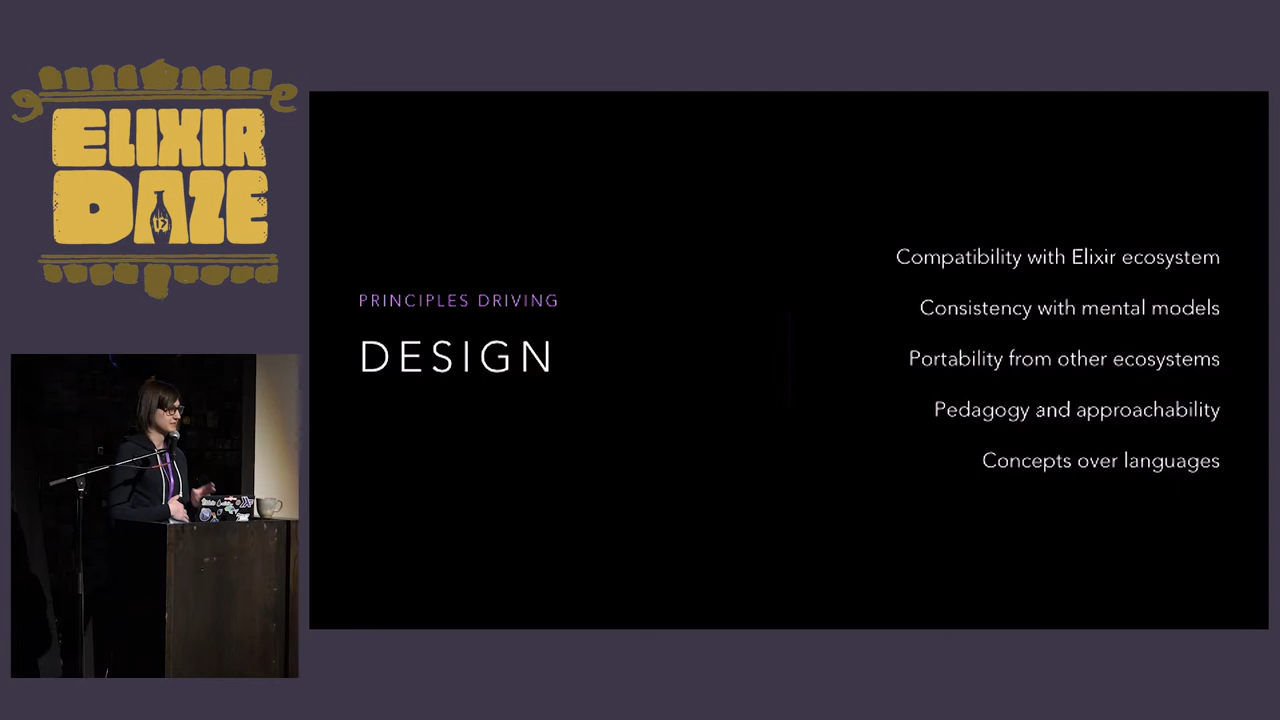 ELIXIR
DAZE
PRINCIPLES DRIVING
DESIGN
Compatibility with Elixir ecosystem
Consistency with mental models
Portability from other ecosystems
Pedagogy and approachability
Concepts over languages